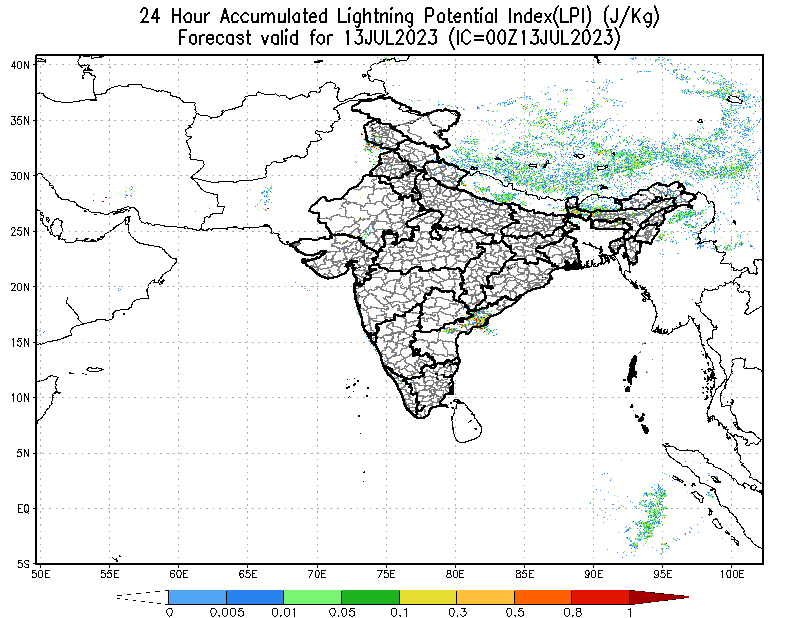 24 Hour Accumulated Lightning Potential Index(LPI) (J/Kg)
Forecast valid for 13JUL2023 (IC=00Z13JUL2023)
40N
35N
30N
25N
20N
15N
10N
5N
EQ
5S
50E 55E 60E 65E 70E 75E 80E 85E 90E 95E 100E
0 0.005 0.01 0.05 0.1 0.3 0.5 0.8 1